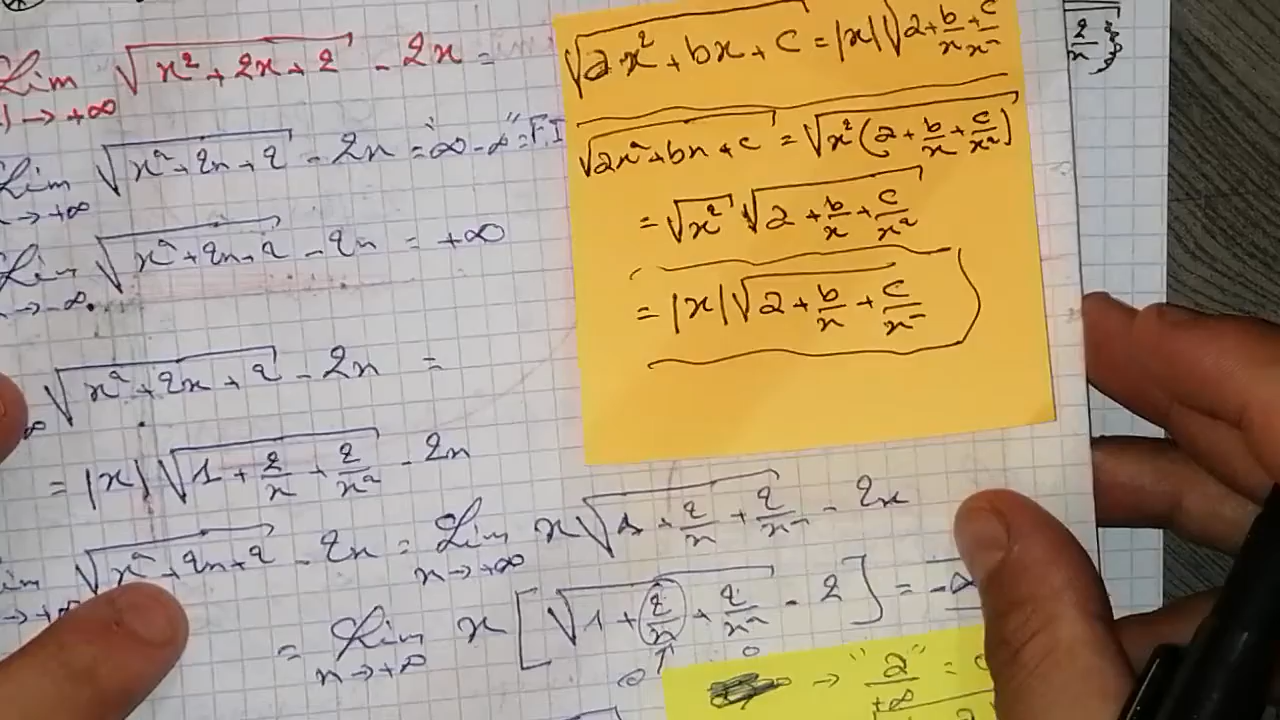 Lim √(x² + 2x + 2) - 2x =
x → +∞
Lim √(x² + 2x + 2) - 2x = "∞ - ∞" = F.I
x → +∞
Lim √(x² + 2x + 2) - 2x = +∞
x → -∞
√(x² + 2x + 2) - 2x =
= |x| √(1 + 2/x + 2/x²) - 2x
Lim √(x² + 2x + 2) - 2x = Lim x√(1 + 2/x + 2/x²) - 2x
x → +∞ x → +∞
= Lim x [√(1 + 2/x + 2/x²) - 2] =
x → +∞
0 0
√(ax² + bx + c) = |x| √(a + b/x + c/x²)
√(ax² + bx + c) = √(x² (a + b/x + c/x²))
= √x² √(a + b/x + c/x²)
= |x| √(a + b/x + c/x²)
→ "a/+∞" =
2/x